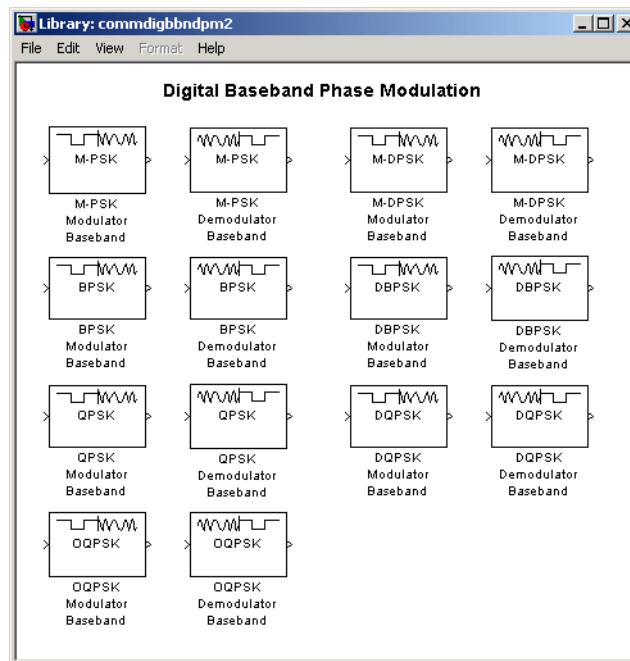 Library: commdigbbndpm2
File Edit View Format Help
Digital Baseband Phase Modulation
M-PSK M-PSK M-DPSK M-DPSK
M-PSK M-PSK M-DPSK M-DPSK
Modulator Demodulator Modulator Demodulator
Baseband Baseband Baseband Baseband
BPSK BPSK DBPSK DBPSK
BPSK BPSK DBPSK DBPSK
Modulator Demodulator Modulator Demodulator
Baseband Baseband Baseband Baseband
QPSK QPSK DQPSK DQPSK
QPSK QPSK DQPSK DQPSK
Modulator Demodulator Modulator Demodulator
Baseband Baseband Baseband Baseband
OQPSK OQPSK
OQPSK OQPSK
Modulator Demodulator
Baseband Baseband